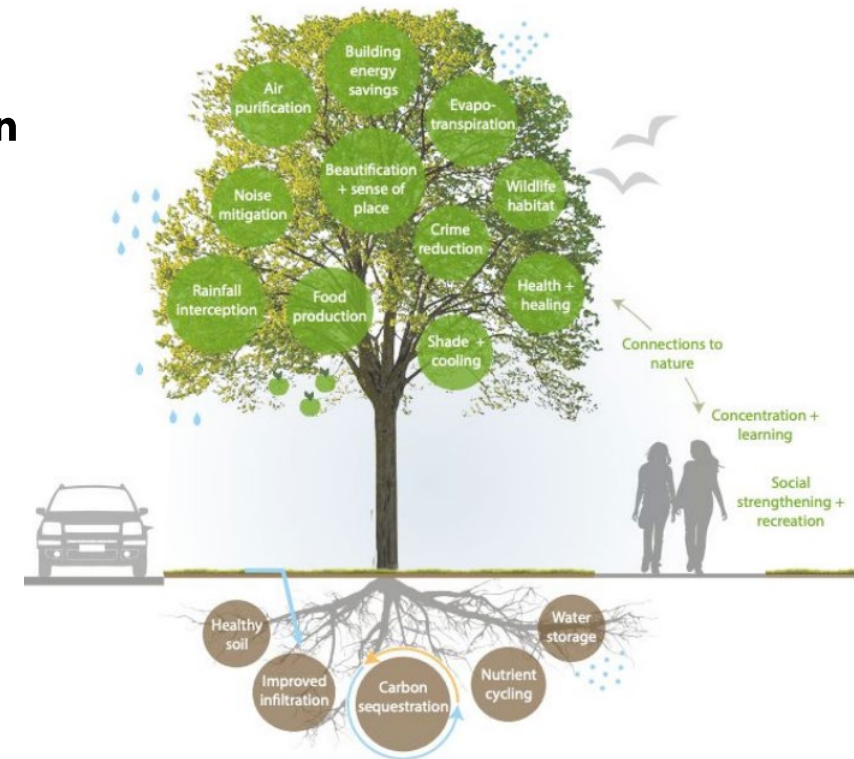 n
Building
energy
savings
Air
purification
Evapo-
transpiration
Beautification
+ sense of
place
Wildlife
habitat
Noise
mitigation
Crime
reduction
Rainfall
interception
Food
production
Health +
healing
Shade +
cooling
Connections to
nature
Concentration +
learning
Social
strengthening +
recreation
Healthy
soil
Water
storage
Improved
infiltration
Carbon
sequestration
Nutrient
cycling